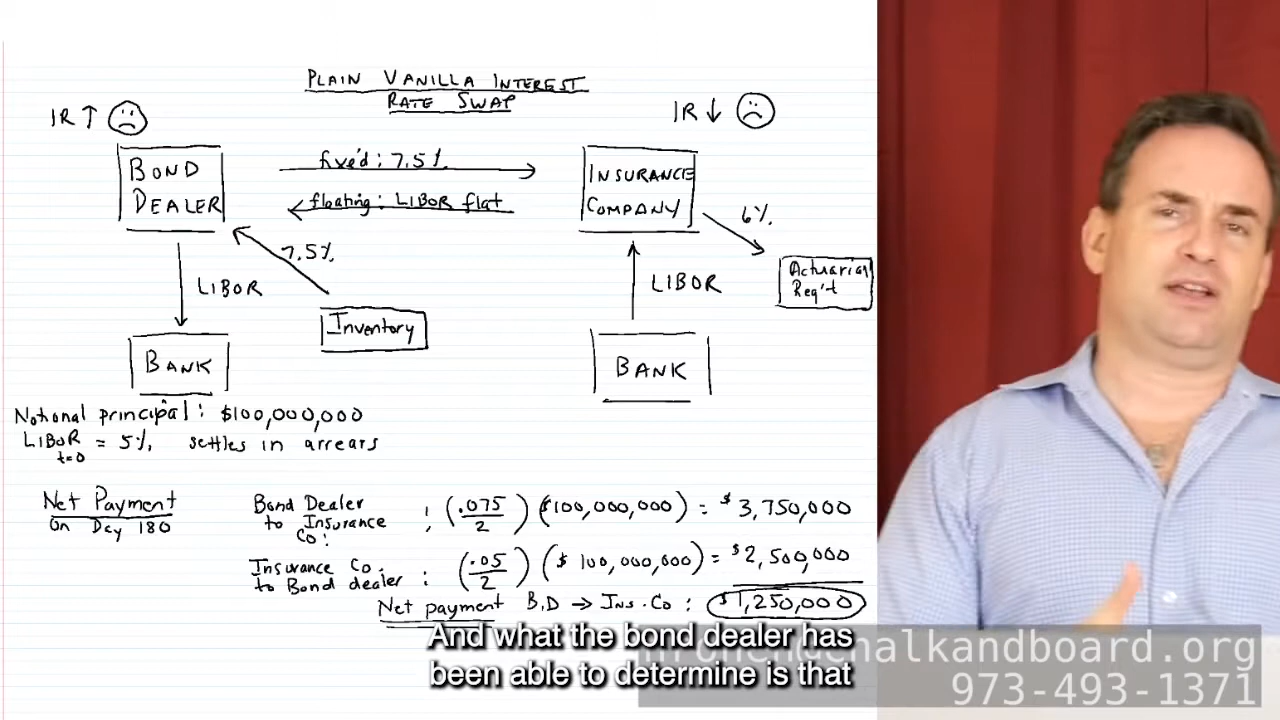 PLAIN VANILLA INTEREST
RATE SWAP
IR ↑
IR ↓
BOND
DEALER
fixed: 7.5%
floating: LIBOR flat
INSURANCE
COMPANY
6%
7.5%
Actuarial
Req't
LIBOR
LIBOR
Inventory
BANK
BANK
Notional principal: $100,000,000
LIBOR = 5% settles in arrears
t=0
Net Payment
On Day 180
Bond Dealer
to Insurance
Co:
: (.075/2) ($100,000,000) = $3,750,000
Insurance Co.
to Bond dealer : (.05/2) ($100,000,000) = $2,500,000
Net payment B.D → Ins. Co: $1,250,000
And what the bond dealer has
been able to determine is that
chalkandboard.org
973-493-1371